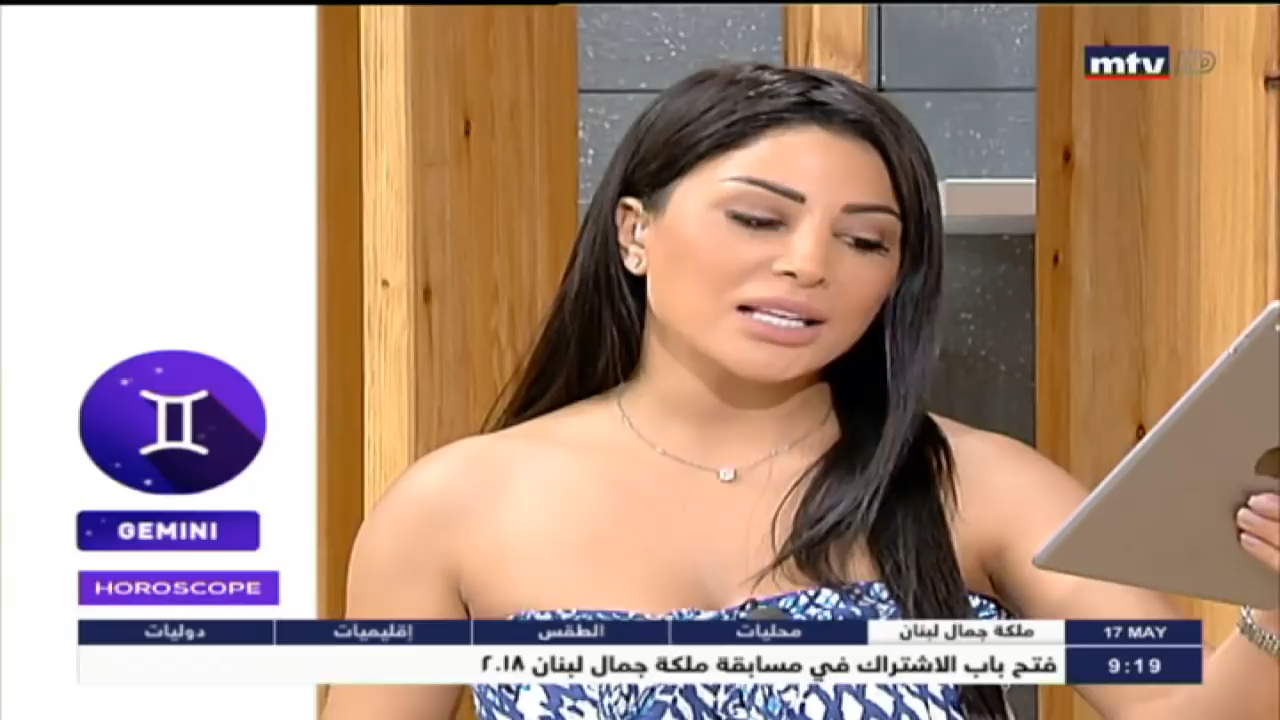 mtv HD
GEMINI
HOROSCOPE
17 MAY
ملكة جمال لبنان
محليات
الطقس
إقليميات
دوليات
9:19
فتح باب الاشتراك في مسابقة ملكة جمال لبنان ٢٠١٨